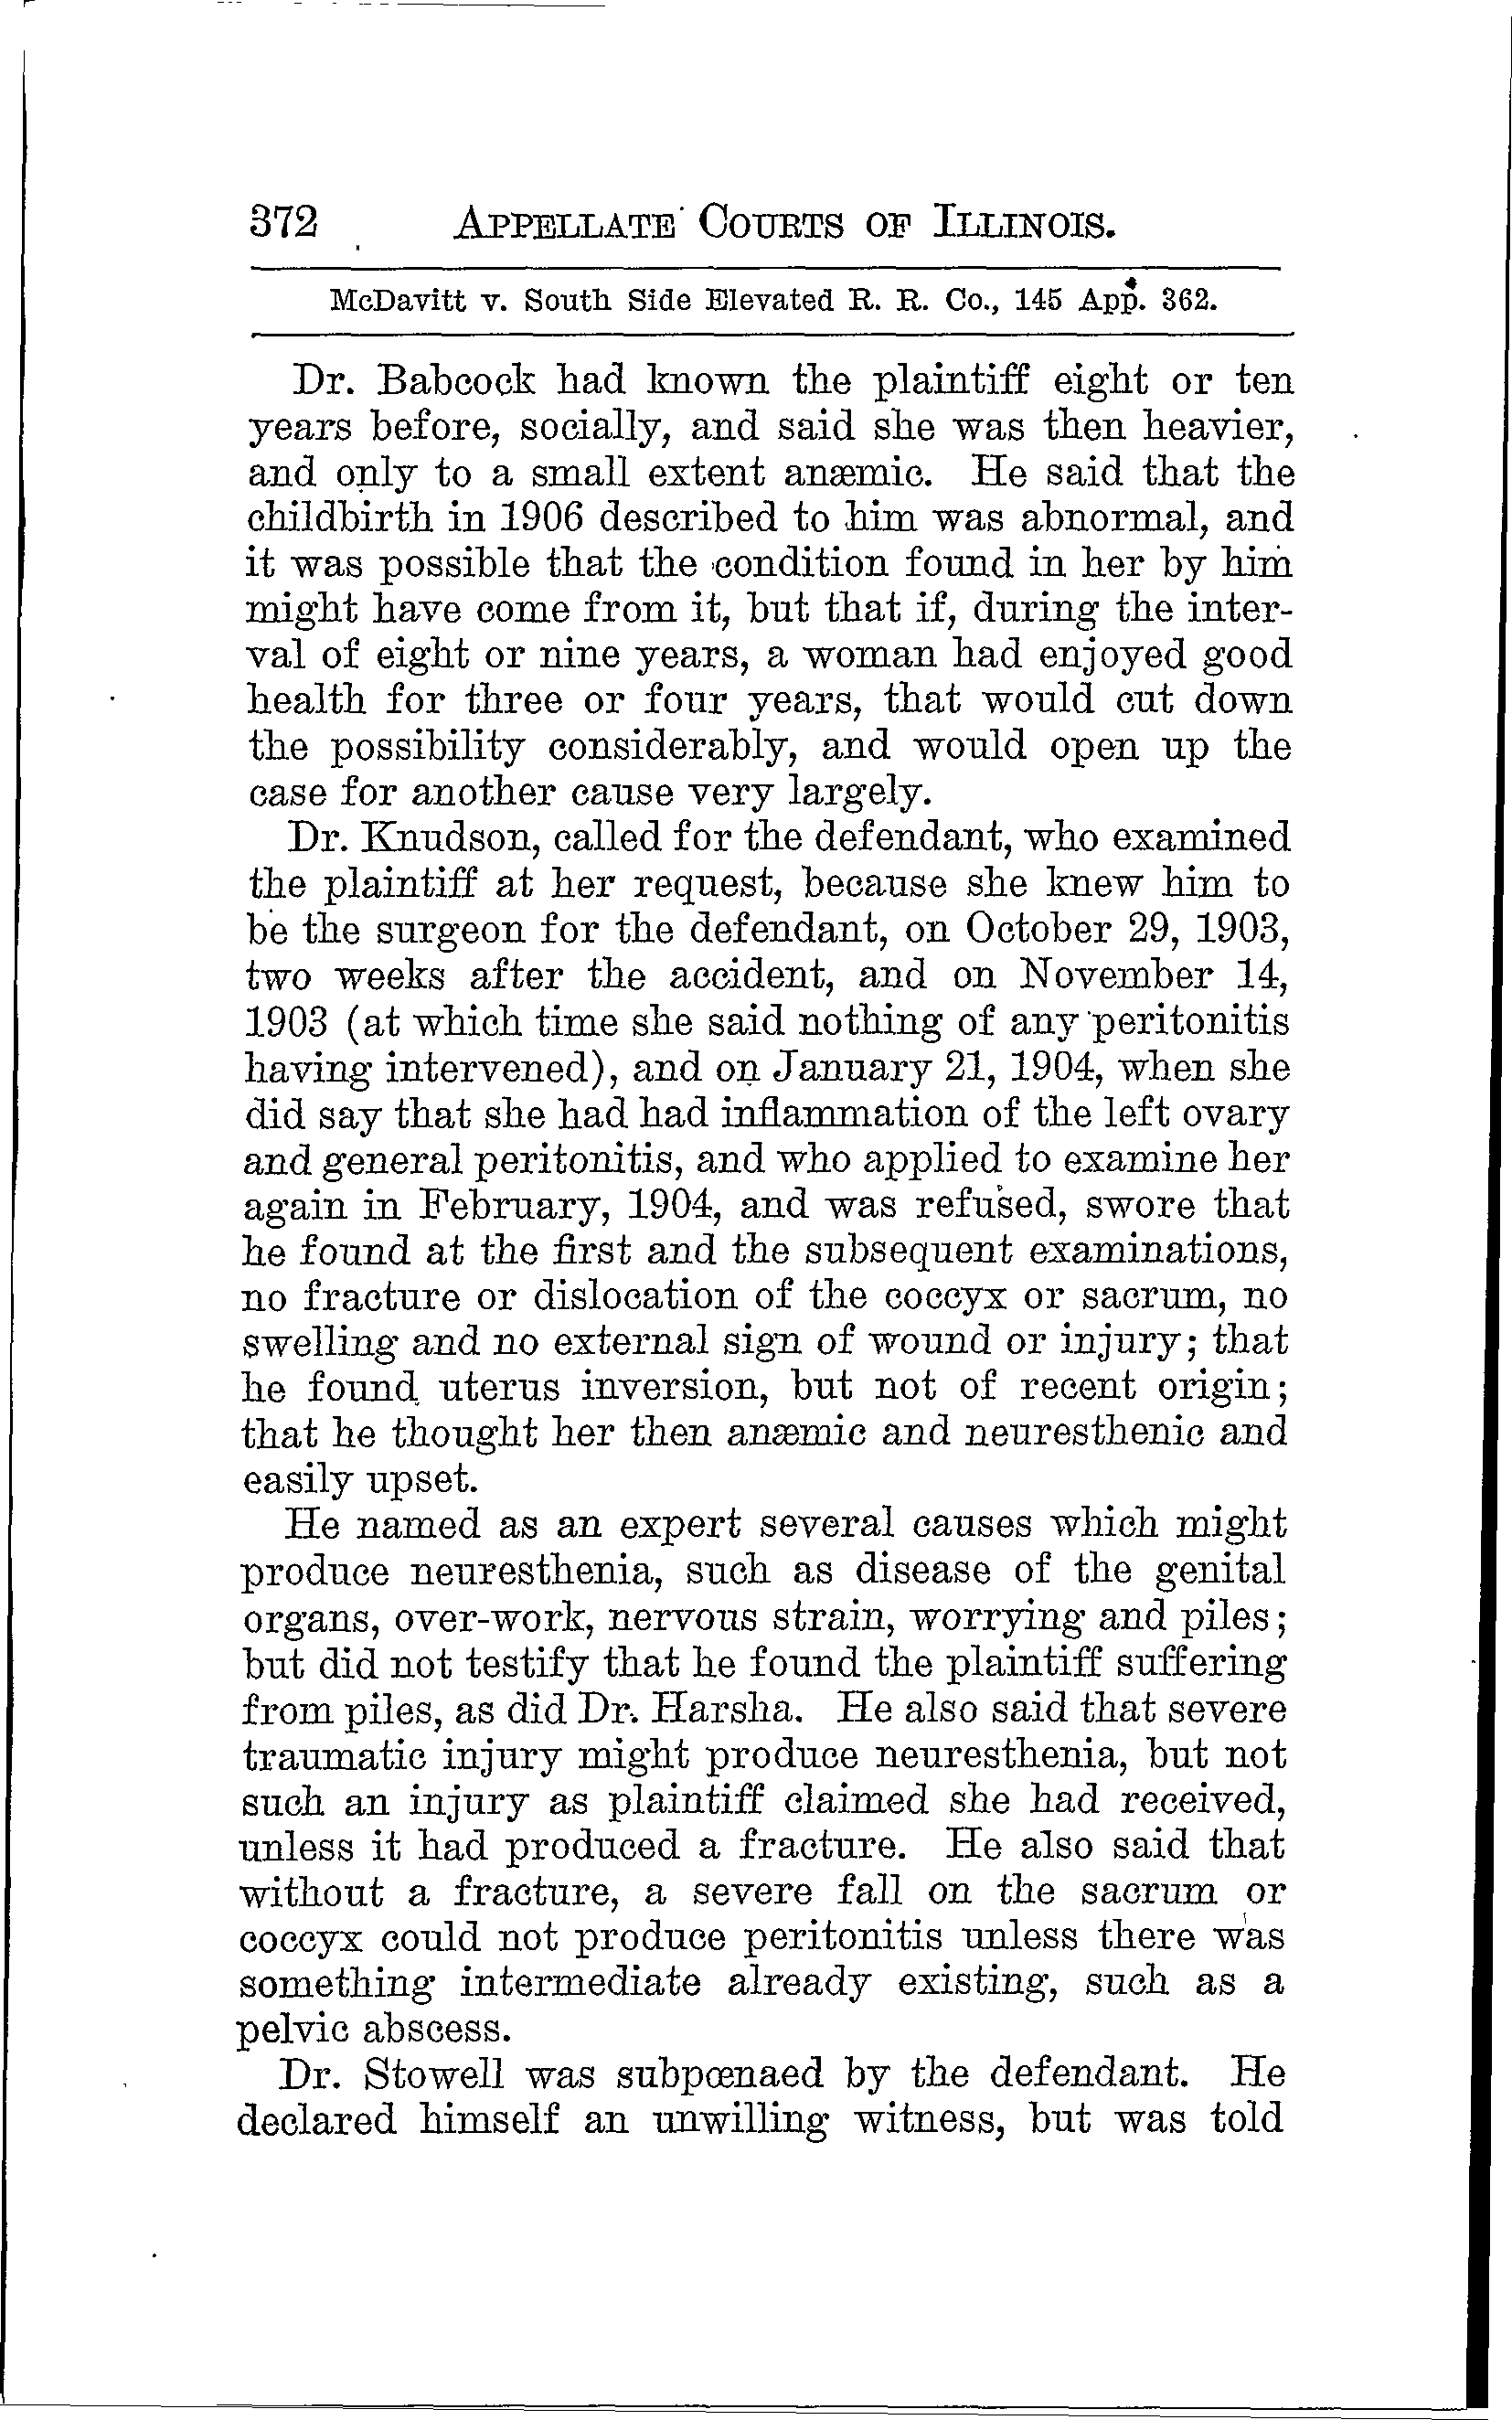 372 APPELLATE COURTS OF ILLINOIS.
McDavitt v. South Side Elevated R. R. Co., 145 App. 362.
Dr. Babcock had known the plaintiff eight or ten
years before, socially, and said she was then heavier,
and only to a small extent anæmic. He said that the
childbirth in 1906 described to him was abnormal, and
it was possible that the condition found in her by him
might have come from it, but that if, during the inter-
val of eight or nine years, a woman had enjoyed good
health for three or four years, that would cut down
the possibility considerably, and would open up the
case for another cause very largely.
Dr. Knudson, called for the defendant, who examined
the plaintiff at her request, because she knew him to
be the surgeon for the defendant, on October 29, 1903,
two weeks after the accident, and on November 14,
1903 (at which time she said nothing of any peritonitis
having intervened), and on January 21, 1904, when she
did say that she had had inflammation of the left ovary
and general peritonitis, and who applied to examine her
again in February, 1904, and was refused, swore that
he found at the first and the subsequent examinations,
no fracture or dislocation of the coccyx or sacrum, no
swelling and no external sign of wound or injury; that
he found uterus inversion, but not of recent origin;
that he thought her then anæmic and neuresthenic and
easily upset.
He named as an expert several causes which might
produce neuresthenia, such as disease of the genital
organs, over-work, nervous strain, worrying and piles;
but did not testify that he found the plaintiff suffering
from piles, as did Dr. Harsha. He also said that severe
traumatic injury might produce neuresthenia, but not
such an injury as plaintiff claimed she had received,
unless it had produced a fracture. He also said that
without a fracture, a severe fall on the sacrum or
coccyx could not produce peritonitis unless there was
something intermediate already existing, such as a
pelvic abscess.
Dr. Stowell was subpœnaed by the defendant. He
declared himself an unwilling witness, but was told